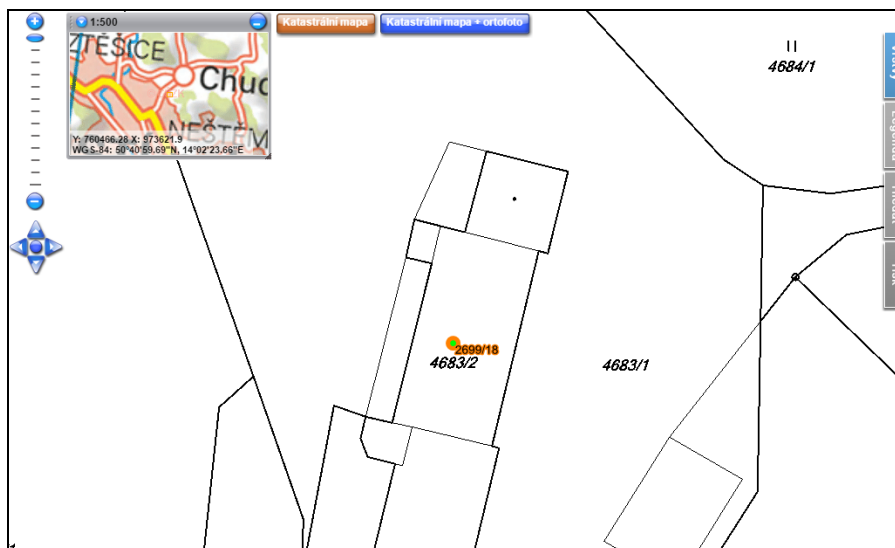 1:500
Katastrální mapa
Katastrální mapa + ortofoto
ZTĚŠICE
Chuc
NEŠTĚM
Y: 760466.28 X: 973621.9
WGS-84: 50°40'59.69"N, 14°02'23.66"E
4684/1
2699/18
4683/2
4683/1